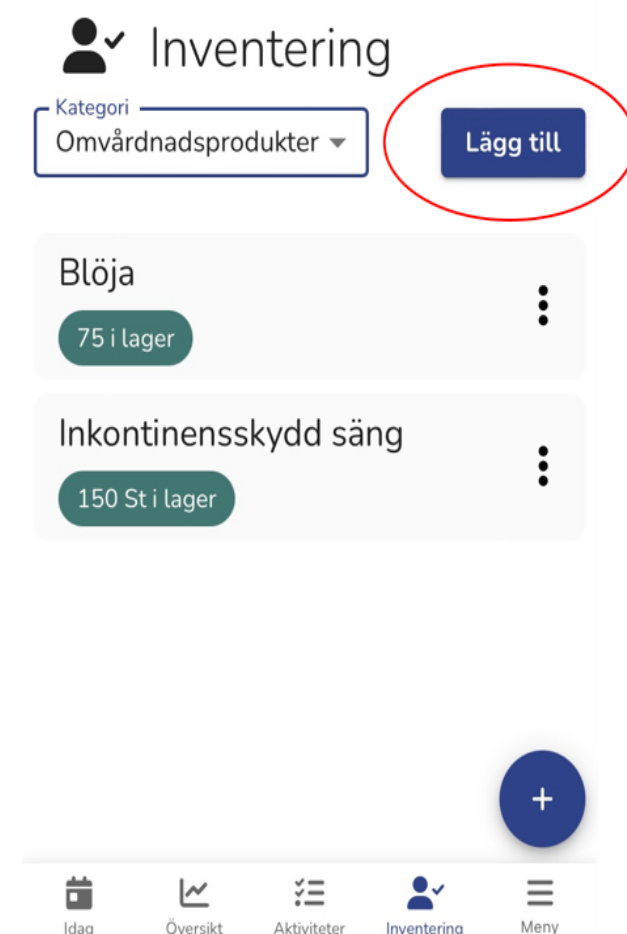 Inventering
Kategori
Omvårdnadsprodukter
Lägg till
Blöja
75 i lager
Inkontinensskydd säng
150 St i lager
+
Idag Översikt Aktiviteter Inventering Meny